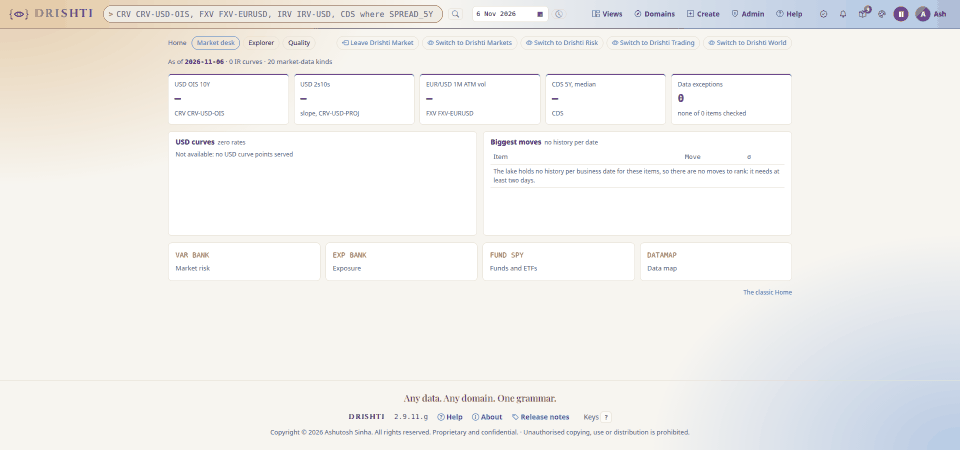 {👁} DRISHTI
> CRV CRV-USD-OIS, FXV FXV-EURUSD, IRV IRV-USD, CDS where SPREAD_5Y
6 Nov 2026
Views Domains Create Admin Help
A Ash
Home Market desk Explorer Quality
Leave Drishti Market Switch to Drishti Markets Switch to Drishti Risk Switch to Drishti Trading Switch to Drishti World
As of 2026-11-06 · 0 IR curves · 20 market-data kinds
USD OIS 10Y
—
CRV CRV-USD-OIS
USD 2s10s
—
slope, CRV-USD-PROJ
EUR/USD 1M ATM vol
—
FXV FXV-EURUSD
CDS 5Y, median
—
CDS
Data exceptions
0
none of 0 items checked
USD curves zero rates
Not available: no USD curve points served
Biggest moves no history per date
Item Move σ
The lake holds no history per business date for these items, so there are no moves to rank: it needs at
least two days.
VAR BANK
Market risk
EXP BANK
Exposure
FUND SPY
Funds and ETFs
DATAMAP
Data map
The classic Home
Any data. Any domain. One grammar.
DRISHTI 2.9.11.g Help About Release notes Keys ?
Copyright © 2026 Ashutosh Sinha. All rights reserved. Proprietary and confidential. · Unauthorised copying, use or distribution is prohibited.